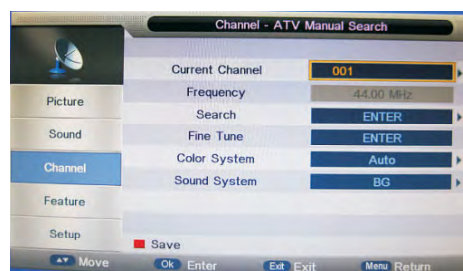 Channel - ATV Manual Search
Current Channel 001
Frequency 44.00 MHz
Search ENTER
Fine Tune ENTER
Color System Auto
Sound System BG
Picture
Sound
Channel
Feature
Setup
Save
Move Ok Enter Exit Exit Menu Return